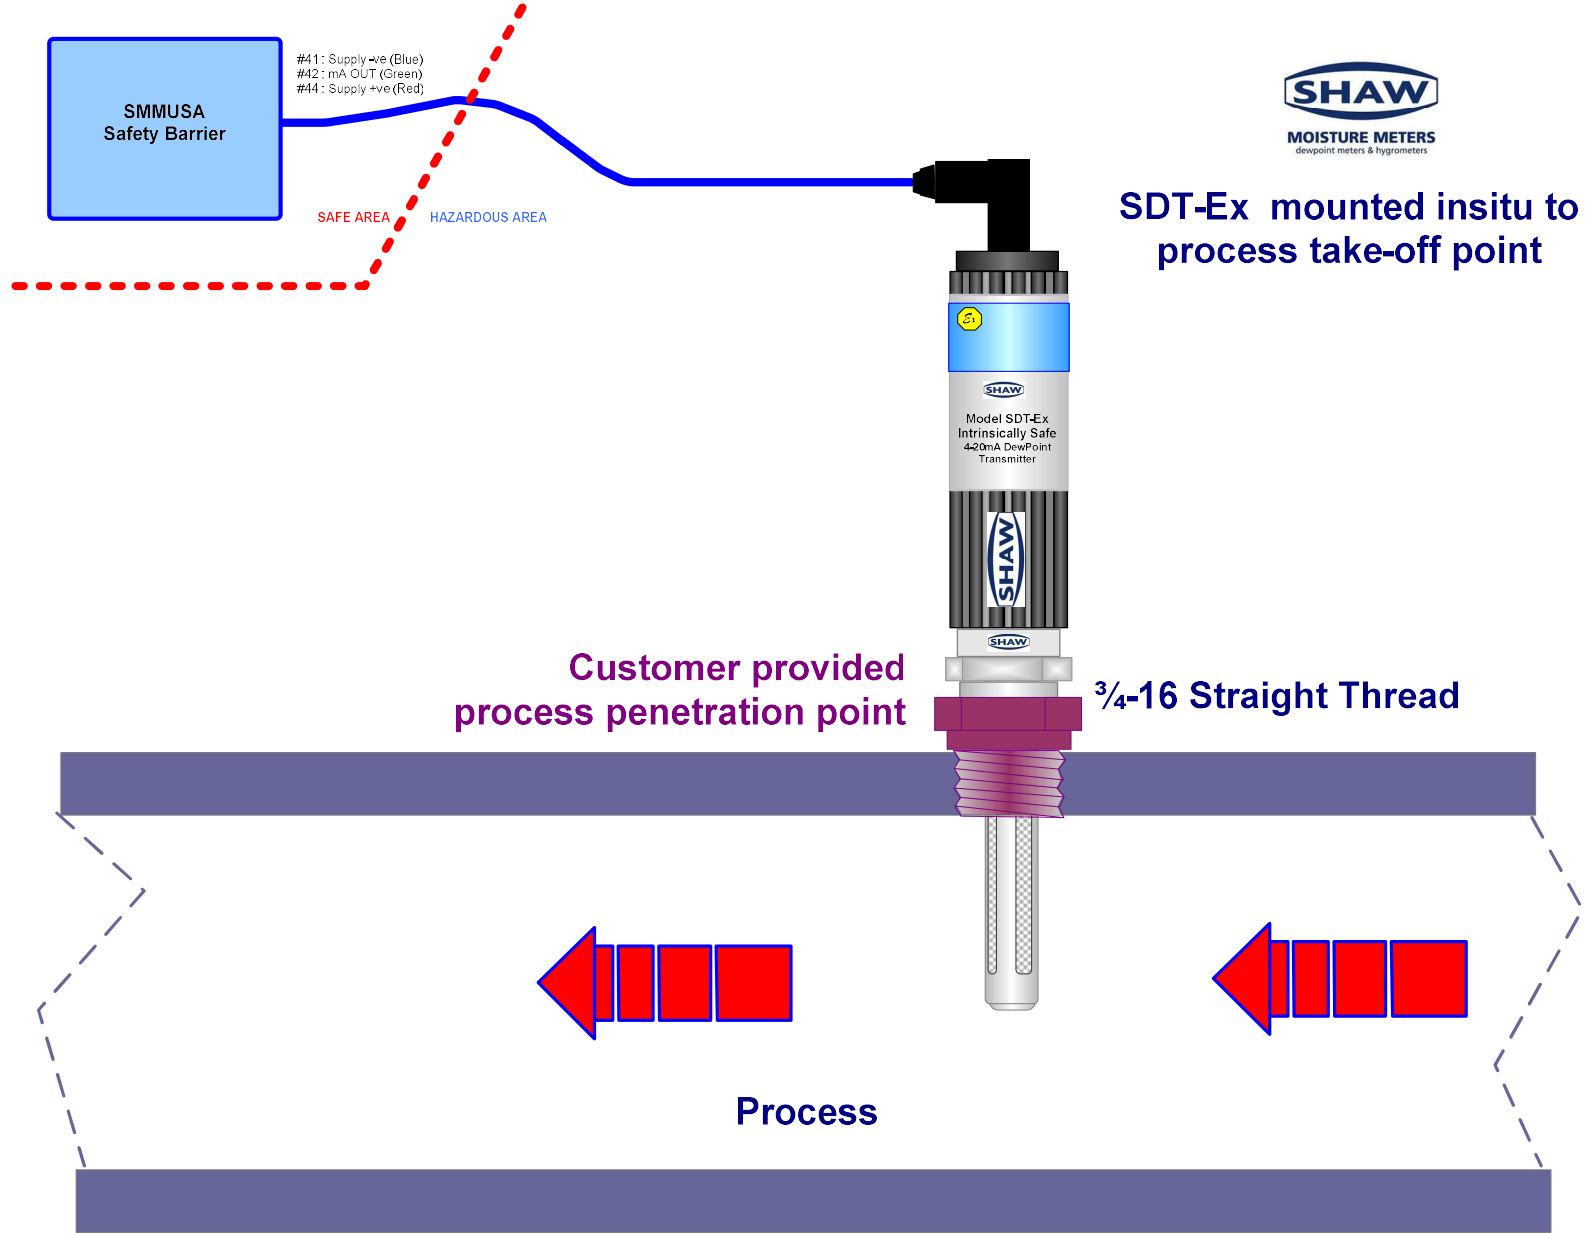 SMMUSA
Safety Barrier
#41: Supply -ve (Blue)
#42: mA OUT (Green)
#44: Supply +ve (Red)
SAFE AREA
HAZARDOUS AREA
SHAW
MOISTURE METERS
dewpoint meters & hygrometers
SDT-Ex mounted insitu to
process take-off point
SHAW
Model SDT-Ex
Intrinsically Safe
4-20mA DewPoint
Transmitter
SHAW
SHAW
Customer provided
process penetration point
¾-16 Straight Thread
Process